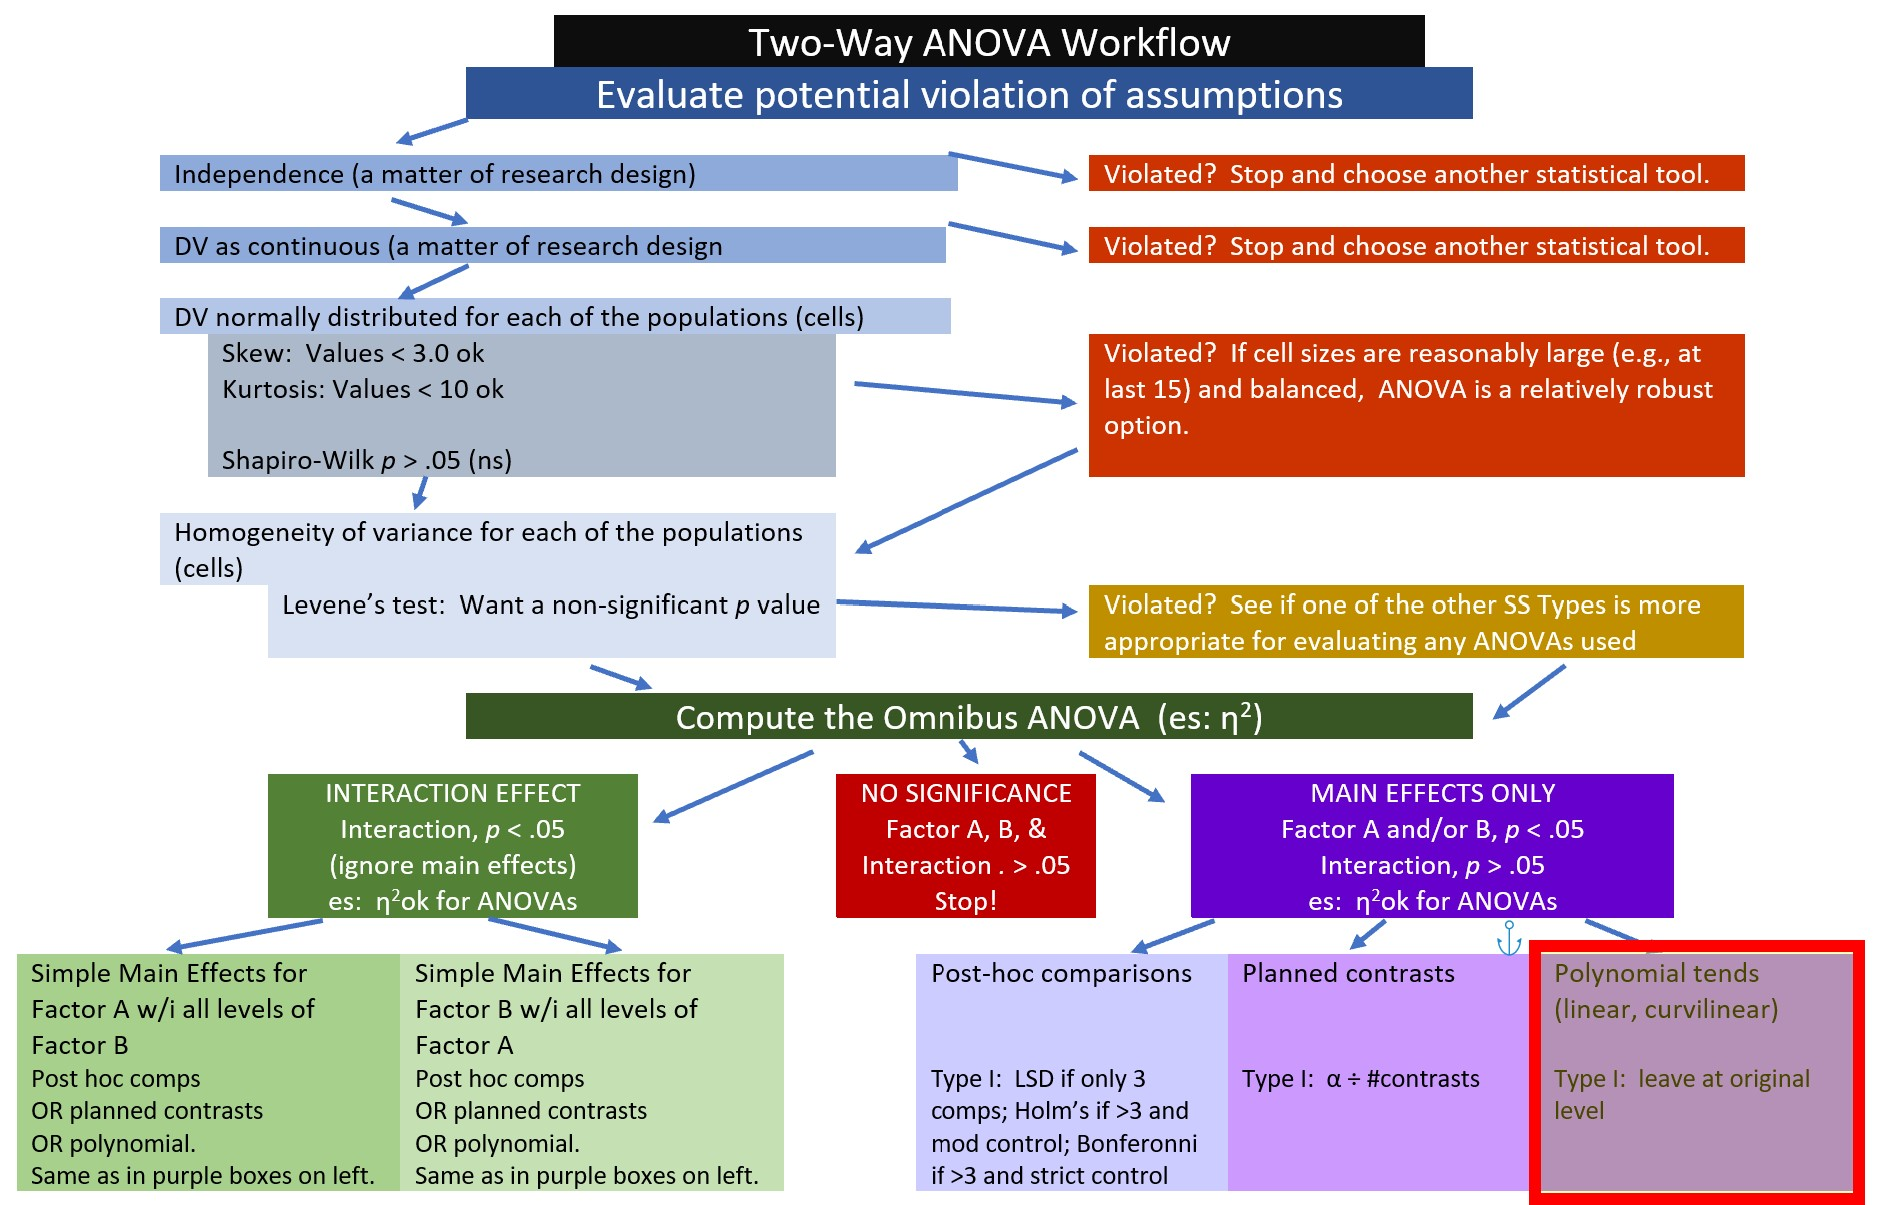 Two-Way ANOVA Workflow
Evaluate potential violation of assumptions
Independence (a matter of research design)
Violated?  Stop and choose another statistical tool.
DV as continuous (a matter of research design
Violated?  Stop and choose another statistical tool.
DV normally distributed for each of the populations (cells)
Skew:  Values < 3.0 ok
Kurtosis: Values < 10 ok
Shapiro-Wilk p > .05 (ns)
Violated?  If cell sizes are reasonably large (e.g., at
last 15) and balanced,  ANOVA is a relatively robust
option.
Homogeneity of variance for each of the populations
(cells)
Levene’s test:  Want a non-significant p value
Violated?  See if one of the other SS Types is more
appropriate for evaluating any ANOVAs used
Compute the Omnibus ANOVA  (es: η²)
INTERACTION EFFECT
Interaction, p < .05
(ignore main effects)
es:  η²ok for ANOVAs
NO SIGNIFICANCE
Factor A, B, &
Interaction . > .05
Stop!
MAIN EFFECTS ONLY
Factor A and/or B, p < .05
Interaction, p > .05
es:  η²ok for ANOVAs
Simple Main Effects for
Factor A w/i all levels of
Factor B
Post hoc comps
OR planned contrasts
OR polynomial.
Same as in purple boxes on left.
Simple Main Effects for
Factor B w/i all levels of
Factor A
Post hoc comps
OR planned contrasts
OR polynomial.
Same as in purple boxes on left.
Post-hoc comparisons
Type I:  LSD if only 3
comps; Holm’s if >3 and
mod control; Bonferonni
if >3 and strict control
Planned contrasts
Type I:  α ÷ #contrasts
Polynomial tends
(linear, curvilinear)
Type I:  leave at original
level